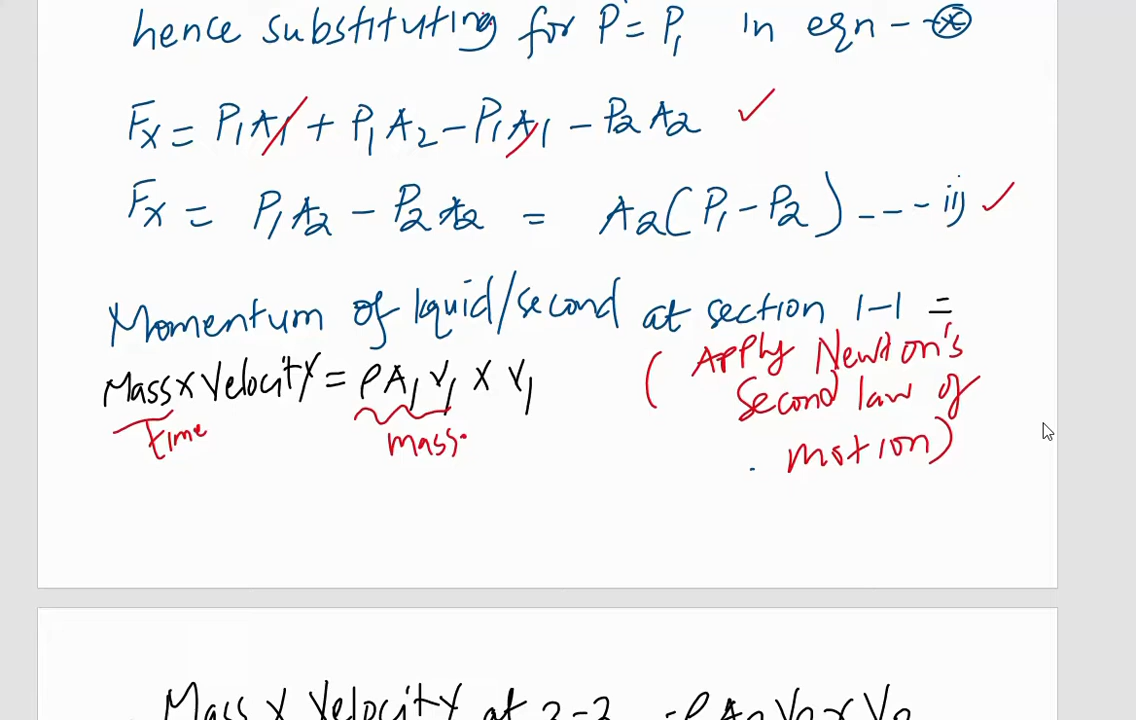 hence substituting for P = P₁ in eqn - ⊛
Fx = P₁A₁ + P₁A₂ - P₁A₁ - P₂A₂ ✓
Fx = P₁A₂ - P₂A₂ = A₂(P₁ - P₂) --- ii) ✓
Momentum of liquid/second at section 1-1 =
Mass x Velocity = ρA₁V₁ x V₁
time
mass
(Apply Newton's
Second law of
motion)
Mass x Velocity at 2-2 = ρA₂V₂ x V₂